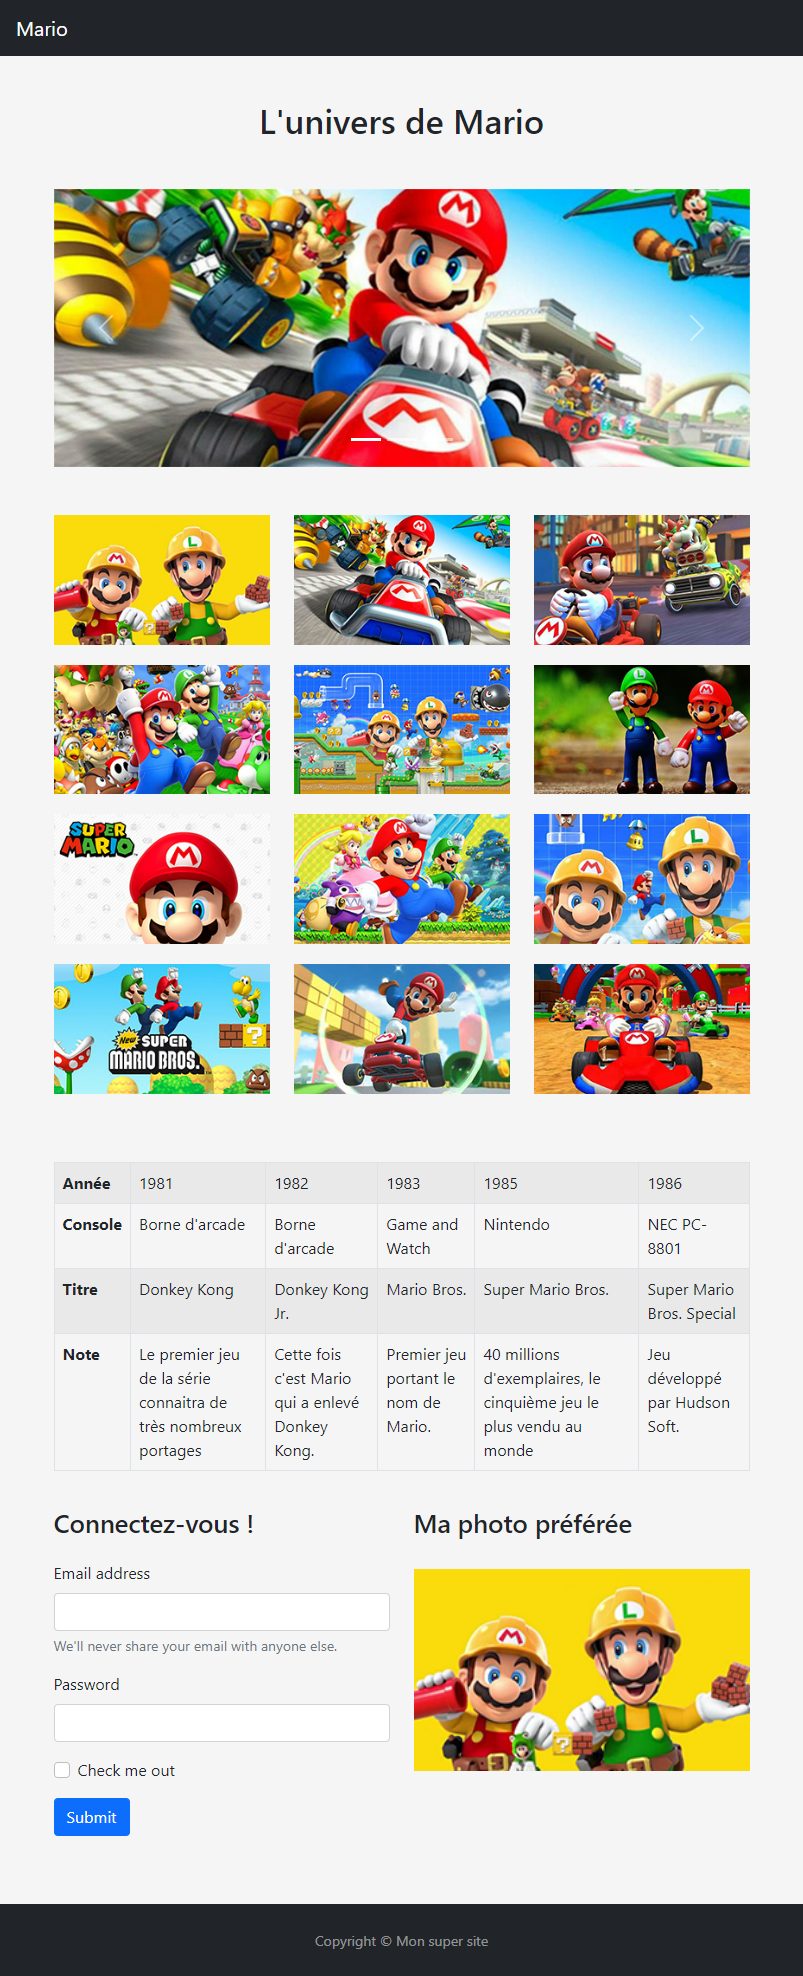 Mario
L'univers de Mario
SUPER
MARIO
New SUPER
MARIO BROS.
Année 1981 1982 1983 1985 1986
Console Borne d'arcade Borne d'arcade Game and Watch Nintendo NEC PC-8801
Titre Donkey Kong Donkey Kong Jr. Mario Bros. Super Mario Bros. Super Mario Bros. Special
Note Le premier jeu de la série connaitra de très nombreux portages Cette fois c'est Mario qui a enlevé Donkey Kong. Premier jeu portant le nom de Mario. 40 millions d'exemplaires, le cinquième jeu le plus vendu au monde Jeu développé par Hudson Soft.
Connectez-vous !
Email address
We'll never share your email with anyone else.
Password
Check me out
Submit
Ma photo préférée
Copyright © Mon super site